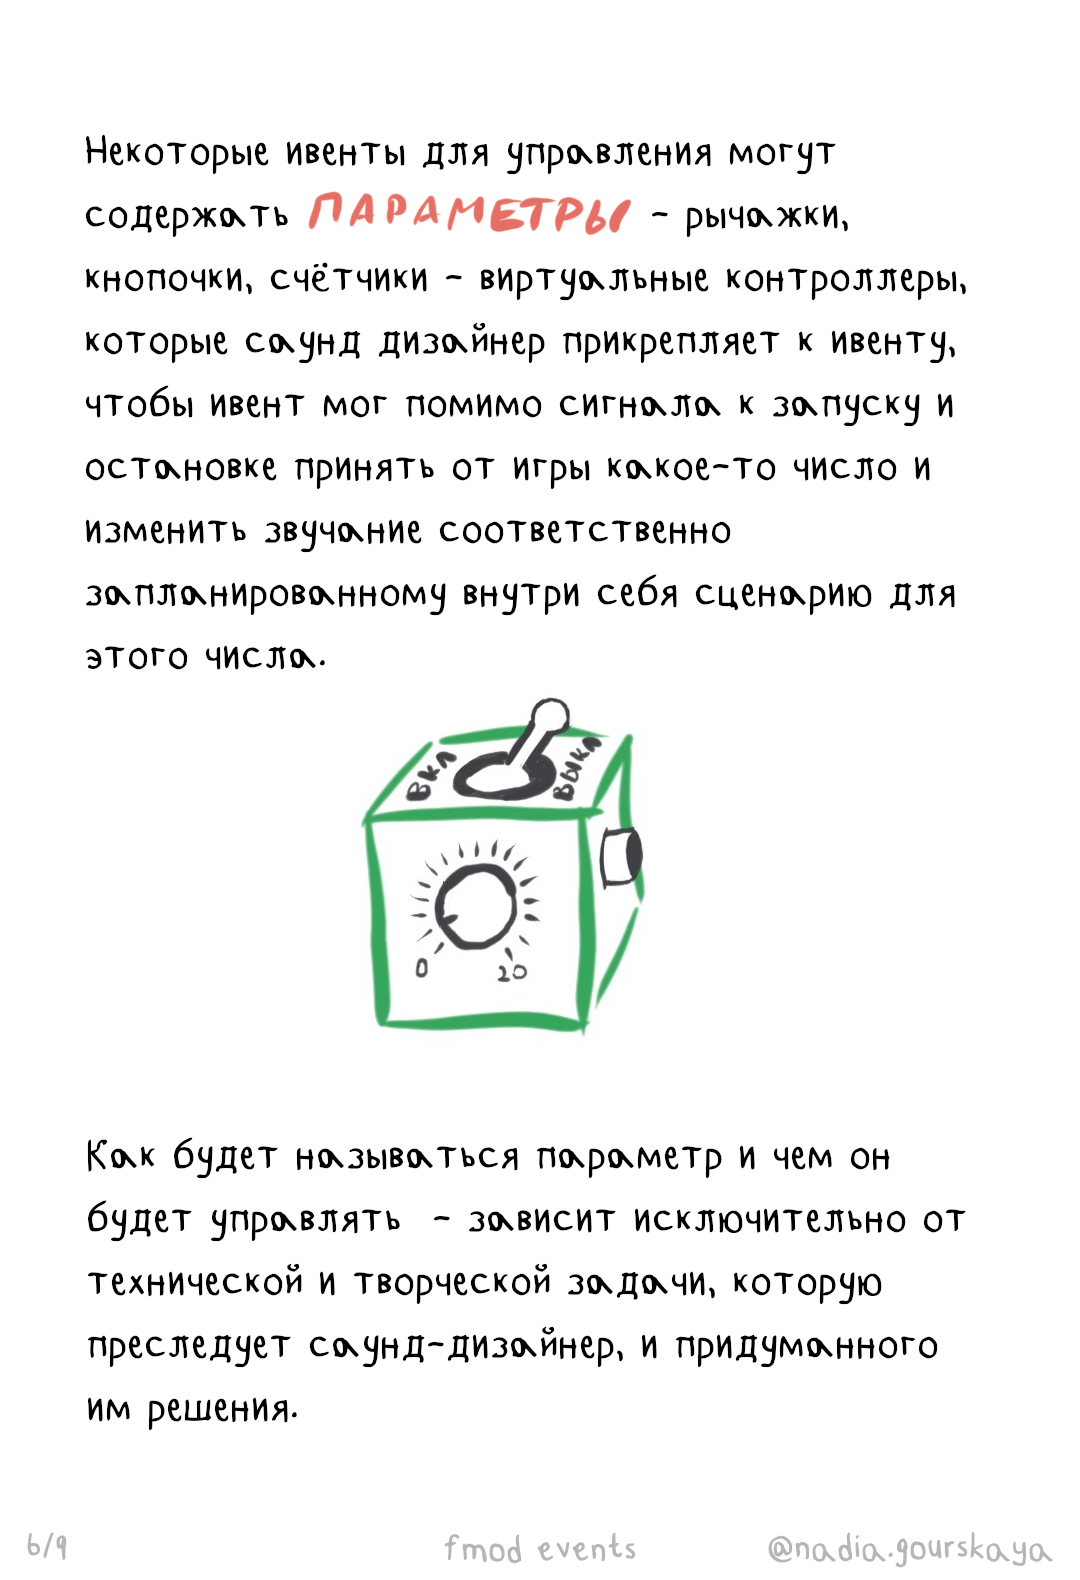 Некоторые ивенты для управления могут
содержать ПАРАМЕТРЫ - рычажки,
кнопочки, счётчики - виртуальные контроллеры,
которые саунд дизайнер прикрепляет к ивенту,
чтобы ивент мог помимо сигнала к запуску и
остановке принять от игры какое-то число и
изменить звучание соответственно
запланированному внутри себя сценарию для
этого числа.
ВКЛ
ВЫКЛ
0
20
Как будет называться параметр и чем он
будет управлять - зависит исключительно от
технической и творческой задачи, которую
преследует саунд-дизайнер, и придуманного
им решения.
6/9
fmod events
@nadia.gourskaya